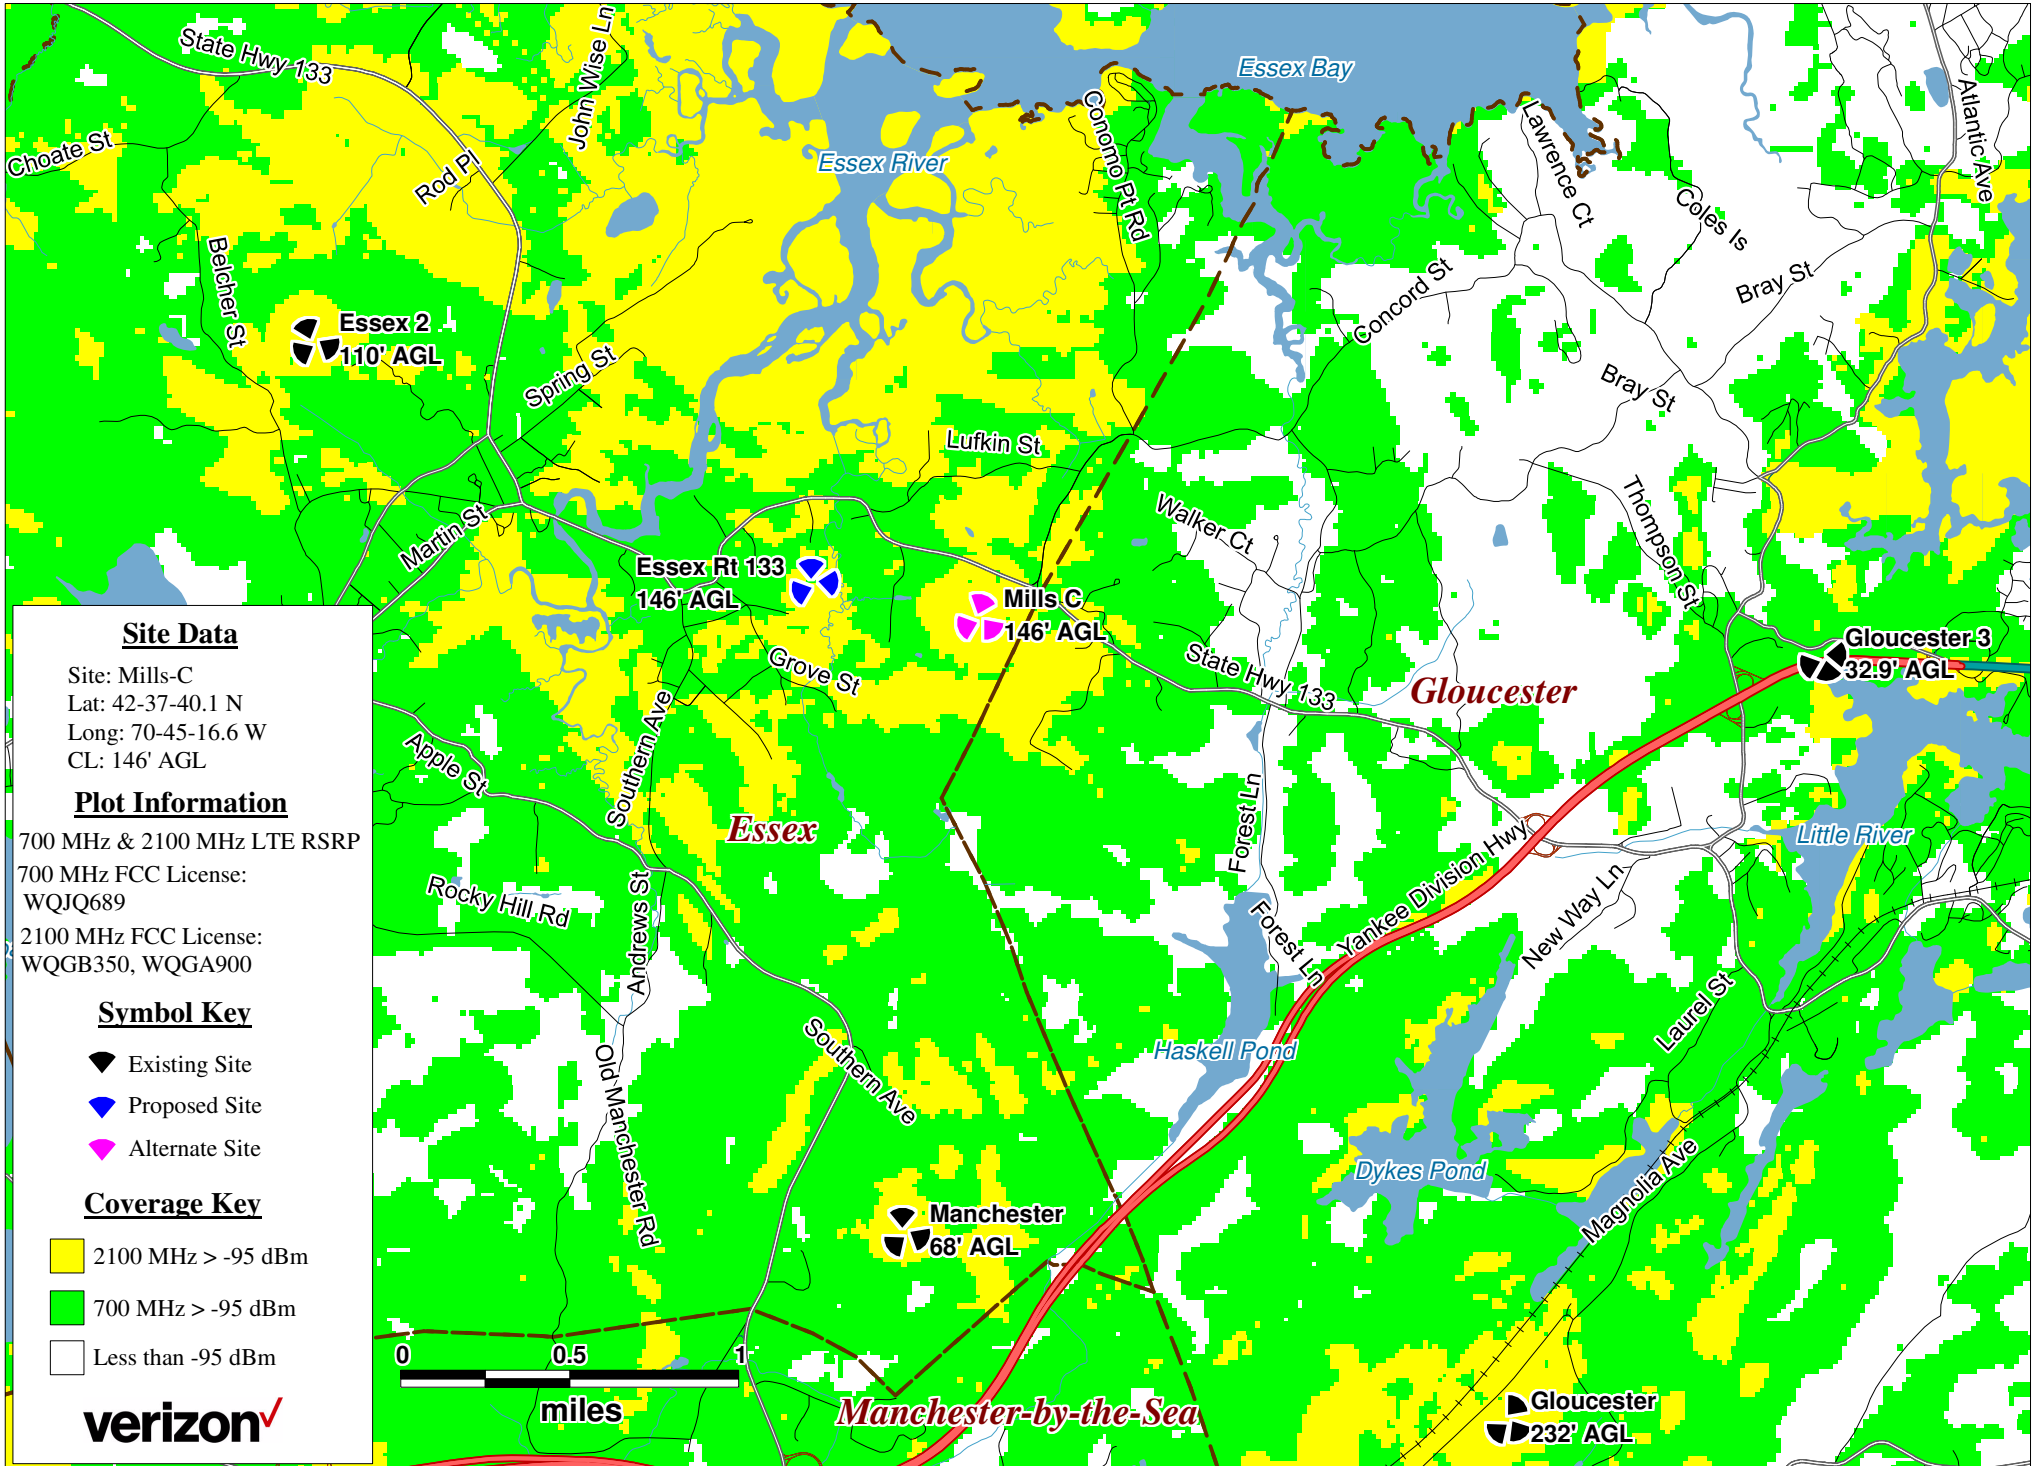 State Hwy 133
John Wise Ln
Essex Bay
Choate St
Rod Pl
Essex River
Conomo Pt Rd
Lawrence Ct
Atlantic Ave
Coles Is
Belcher St
Essex 2
110' AGL
Spring St
Concord St
Bray St
Bray St
Lufkin St
Martin St
Walker Ct
Thompson St
Essex Rt 133
146' AGL
Mills C
146' AGL
Grove St
State Hwy 133
Gloucester
Gloucester 3
32.9' AGL
Southern Ave
Apple St
Essex
Forest Ln
Yankee Division Hwy
Little River
Rocky Hill Rd
Andrews St
Forest Ln
New Way Ln
Laurel St
Southern Ave
Haskell Pond
Old Manchester Rd
Dykes Pond
Magnolia Ave
Manchester
68' AGL
Manchester-by-the-Sea
Gloucester
232' AGL
Site Data
Site: Mills-C
Lat: 42-37-40.1 N
Long: 70-45-16.6 W
CL: 146' AGL
Plot Information
700 MHz & 2100 MHz LTE RSRP
700 MHz FCC License:
WQJQ689
2100 MHz FCC License:
WQGB350, WQGA900
Symbol Key
Existing Site
Proposed Site
Alternate Site
Coverage Key
2100 MHz > -95 dBm
700 MHz > -95 dBm
Less than -95 dBm
verizon
0 0.5 1
miles